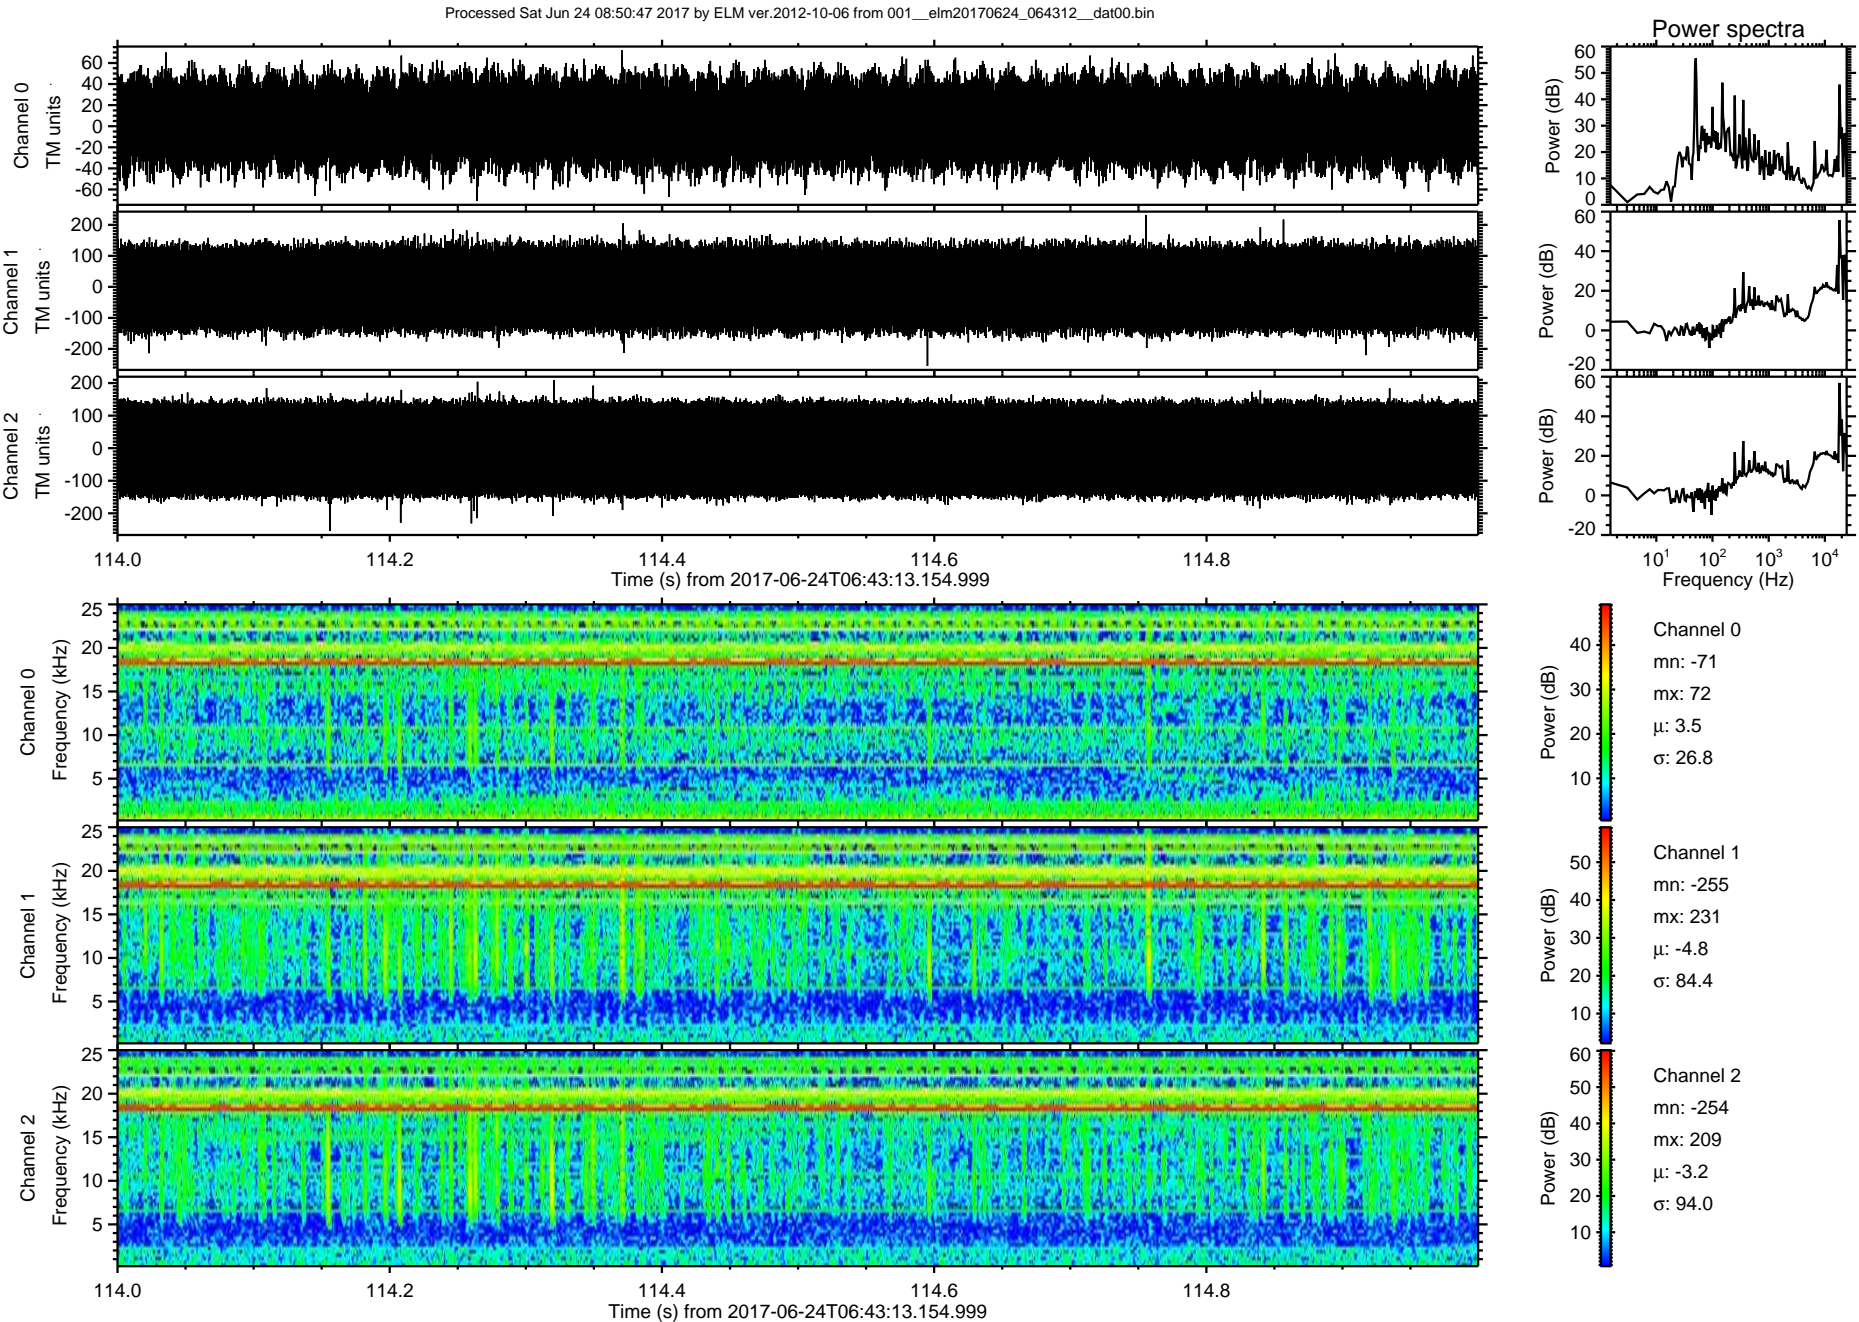 Processed Sat Jun 24 08:50:47 2017 by ELM ver.2012-10-06 from 001__elm20170624_064312__dat00.bin
Power spectra
Channel 0
TM units
60
40
20
0
-20
-40
-60
Power (dB)
60
50
40
30
20
10
0
Channel 1
TM units
200
100
0
-100
-200
Power (dB)
60
40
20
0
-20
Channel 2
TM units
200
100
0
-100
-200
Power (dB)
60
40
20
0
-20
114.0 114.2 114.4 114.6 114.8
Time (s) from 2017-06-24T06:43:13.154.999
10^1 10^2 10^3 10^4
Frequency (Hz)
Channel 0
Frequency (kHz)
25
20
15
10
5
Power (dB)
40
30
20
10
Channel 0
mn: -71
mx: 72
μ: 3.5
σ: 26.8
Channel 1
Frequency (kHz)
25
20
15
10
5
Power (dB)
50
40
30
20
10
Channel 1
mn: -255
mx: 231
μ: -4.8
σ: 84.4
Channel 2
Frequency (kHz)
25
20
15
10
5
Power (dB)
60
50
40
30
20
10
Channel 2
mn: -254
mx: 209
μ: -3.2
σ: 94.0
114.0 114.2 114.4 114.6 114.8
Time (s) from 2017-06-24T06:43:13.154.999